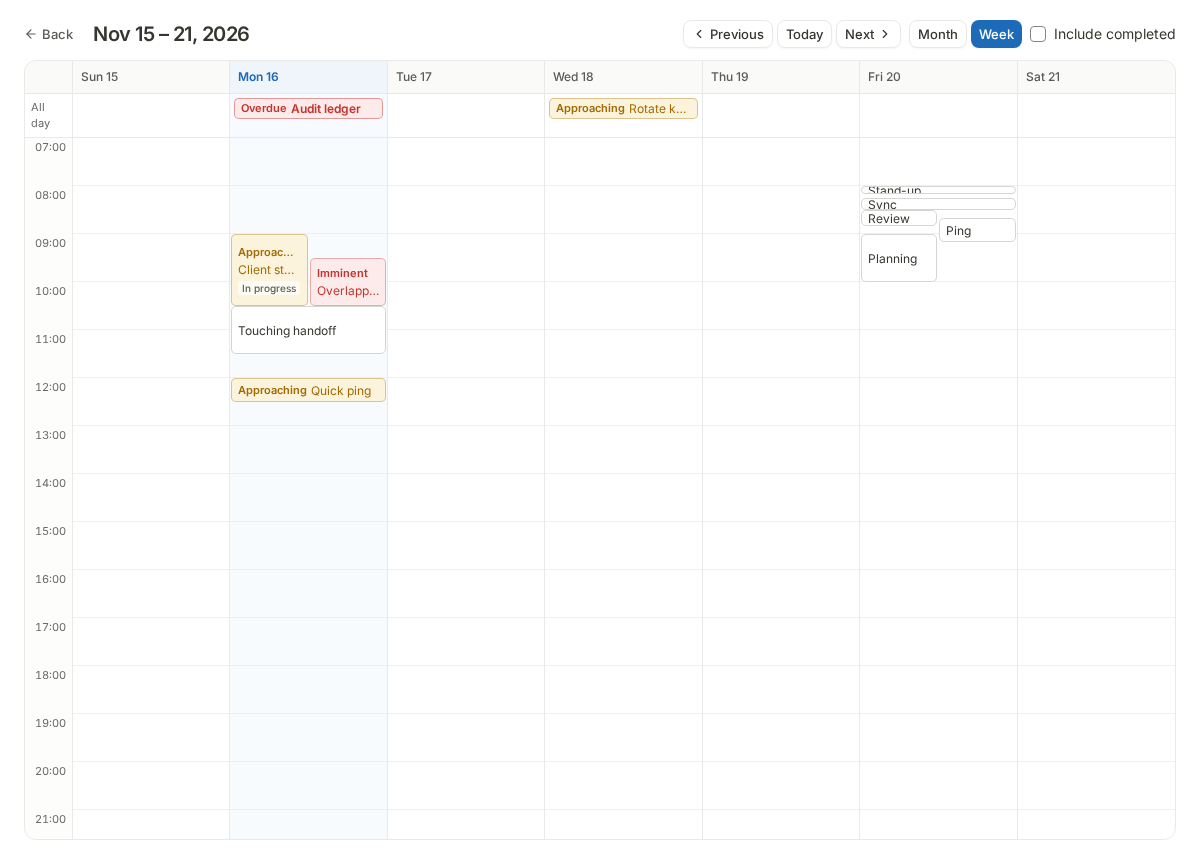 Back
Nov 15 – 21, 2026
Previous
Today
Next
Month
Week
Include completed
Sun 15
Mon 16
Tue 17
Wed 18
Thu 19
Fri 20
Sat 21
All
day
Overdue Audit ledger
Approaching Rotate k…
07:00
08:00
09:00
10:00
11:00
12:00
13:00
14:00
15:00
16:00
17:00
18:00
19:00
20:00
21:00
Approac…
Client st…
In progress
Imminent
Overlapp…
Touching handoff
Approaching Quick ping
Stand-up
Sync
Review
Ping
Planning